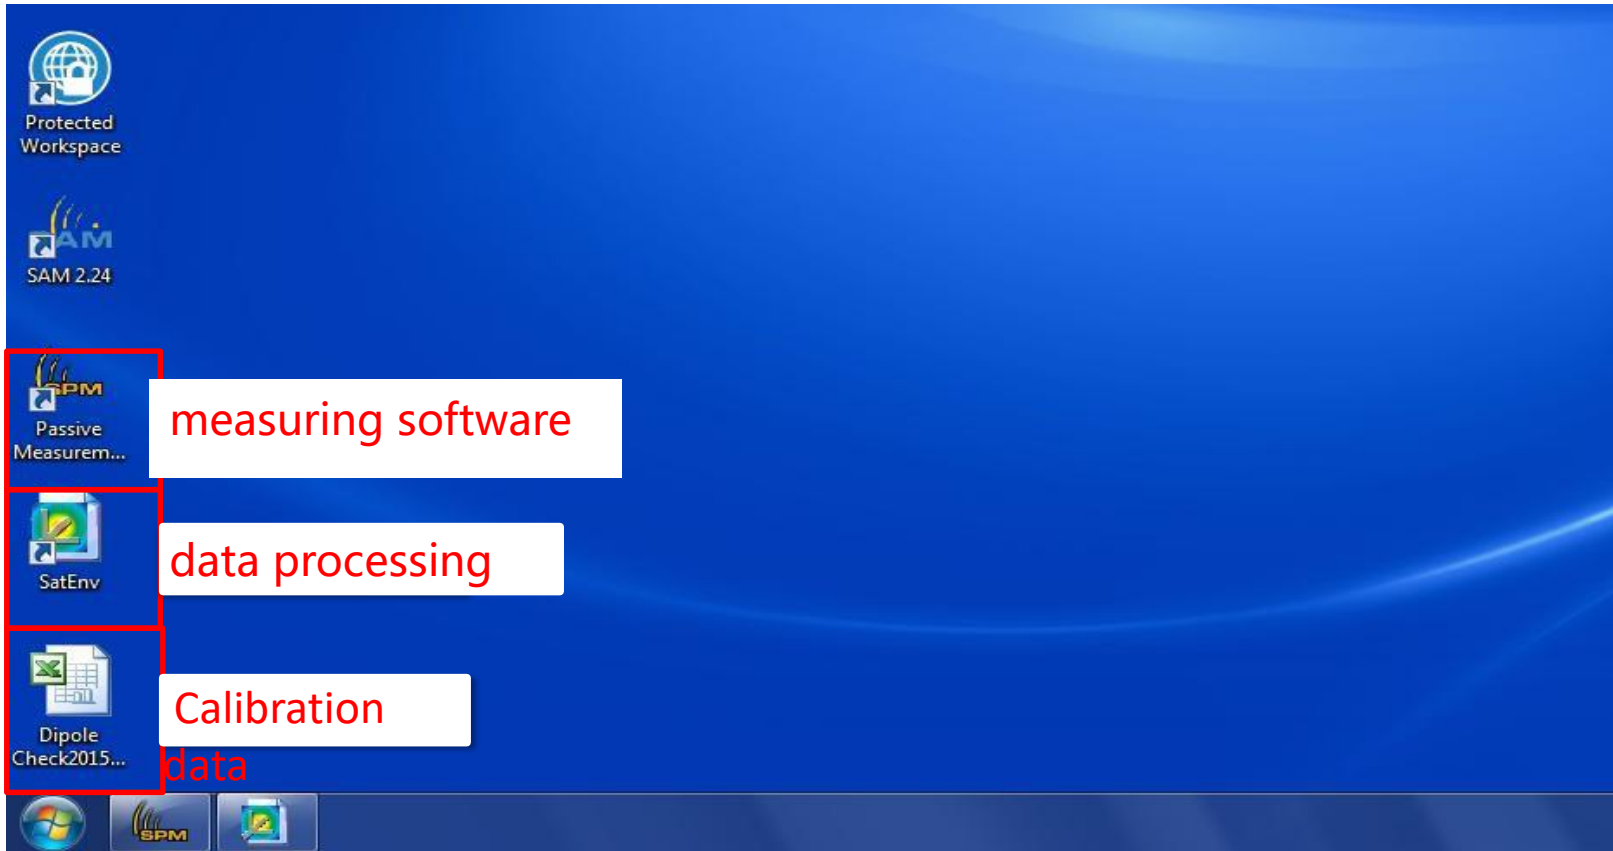 Protected
Workspace
SAM
SAM 2.24
SPM
Passive
Measurem...
measuring software
SatEnv
data processing
Dipole
Check2015...
Calibration
data
SPM